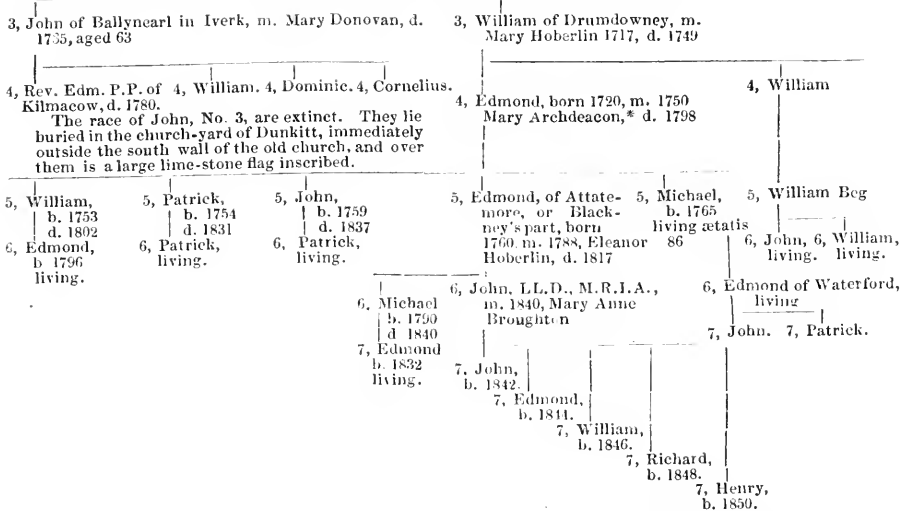 3, John of Ballynearl in Iverk, m. Mary Donovan, d.
aged 63
3, William of Drumdowney, m.
Mary Hoberlin 1717, d. 1749
4, Rev. Edm. P.P. of
Kilmacow, d. 1780.
4, William. 4, Dominic. 4, Cornelius.
The race of John, No. 3, are extinct. They lie
buried in the church-yard of Dunkitt, immediately
outside the south wall of the old church, and over
them is a large lime-stone flag inscribed.
4, Edmond, born 1720, m. 1750
Mary Archdeacon,* d. 1798
4, William
5, William,
b. 1753
d. 1802
6, Edmond,
b 1796
living.
5, Patrick,
b. 1754
d. 1831
6, Patrick,
living.
5, John,
b. 1759
d. 1837
6, Patrick,
living.
5, Edmond, of Attate-
more, or Black-
ney's part, born
1760. m. 1788, Eleanor
Hoberlin, d. 1817
5, Michael,
b. 1765
living ætatis
86
5, William Beg
6, John,
living.
6, William,
living.
6, Michael
b. 1790
d 1840
7, Edmond
b. 1832
living.
6, John, LL.D., M.R.I.A.,
m. 1840, Mary Anne
Broughton
6, Edmond of Waterford,
living
7, John. 7, Patrick.
7, John,
b. 1842.
7, Edmond,
b. 1844.
7, William,
b. 1846.
7, Richard,
b. 1848.
7, Henry,
b. 1850.